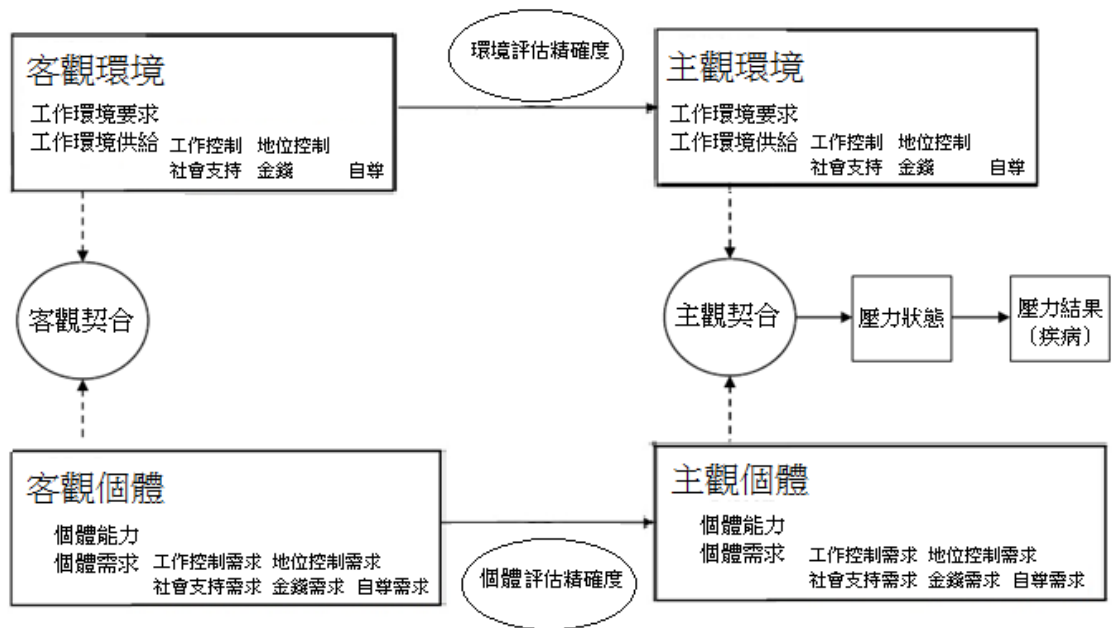 環境評估精確度
客觀環境
工作環境要求
工作環境供給 工作控制 地位控制
社會支持 金錢 自尊
主觀環境
工作環境要求
工作環境供給 工作控制 地位控制
社會支持 金錢 自尊
客觀契合
主觀契合
壓力狀態
壓力結果
〔疾病〕
客觀個體
個體能力
個體需求 工作控制需求 地位控制需求
社會支持需求 金錢需求 自尊需求
個體評估精確度
主觀個體
個體能力
個體需求 工作控制需求 地位控制需求
社會支持需求 金錢需求 自尊需求